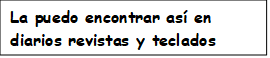 La puedo encontrar así en
diarios revistas y teclados